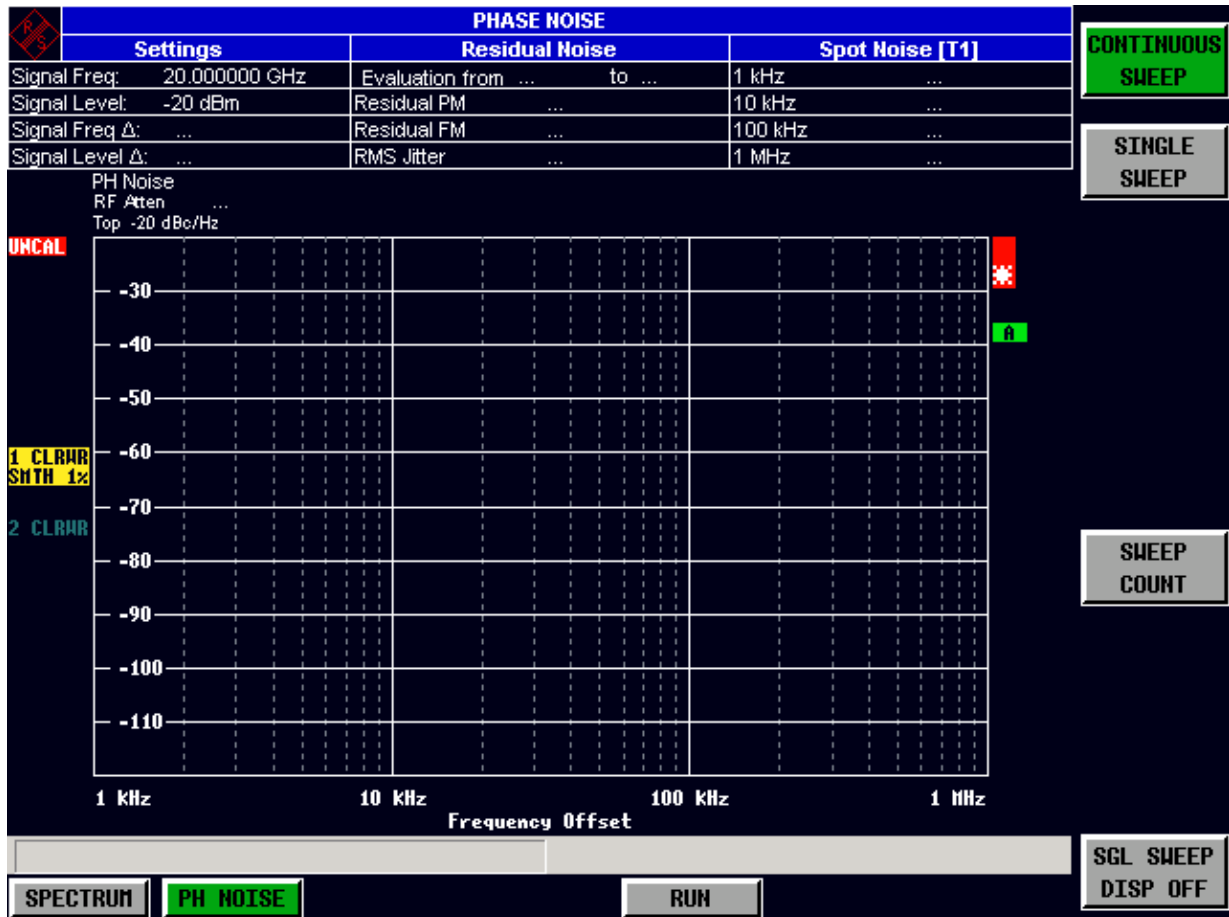 R S
PHASE NOISE
Settings Residual Noise Spot Noise [T1]
Signal Freq: 20.000000 GHz Evaluation from ... to ... 1 kHz ...
Signal Level: -20 dBm Residual PM ... 10 kHz ...
Signal Freq Δ: ... Residual FM ... 100 kHz ...
Signal Level Δ: ... RMS Jitter ... 1 MHz ...
PH Noise
RF Atten ...
Top -20 dBc/Hz
UNCAL
-30
-40
-50
-60
-70
-80
-90
-100
-110
1 CLRWR
SMTH 1%
2 CLRWR
A
1 kHz 10 kHz 100 kHz 1 MHz
Frequency Offset
CONTINUOUS
SWEEP
SINGLE
SWEEP
SWEEP
COUNT
SGL SWEEP
DISP OFF
SPECTRUM PH NOISE RUN